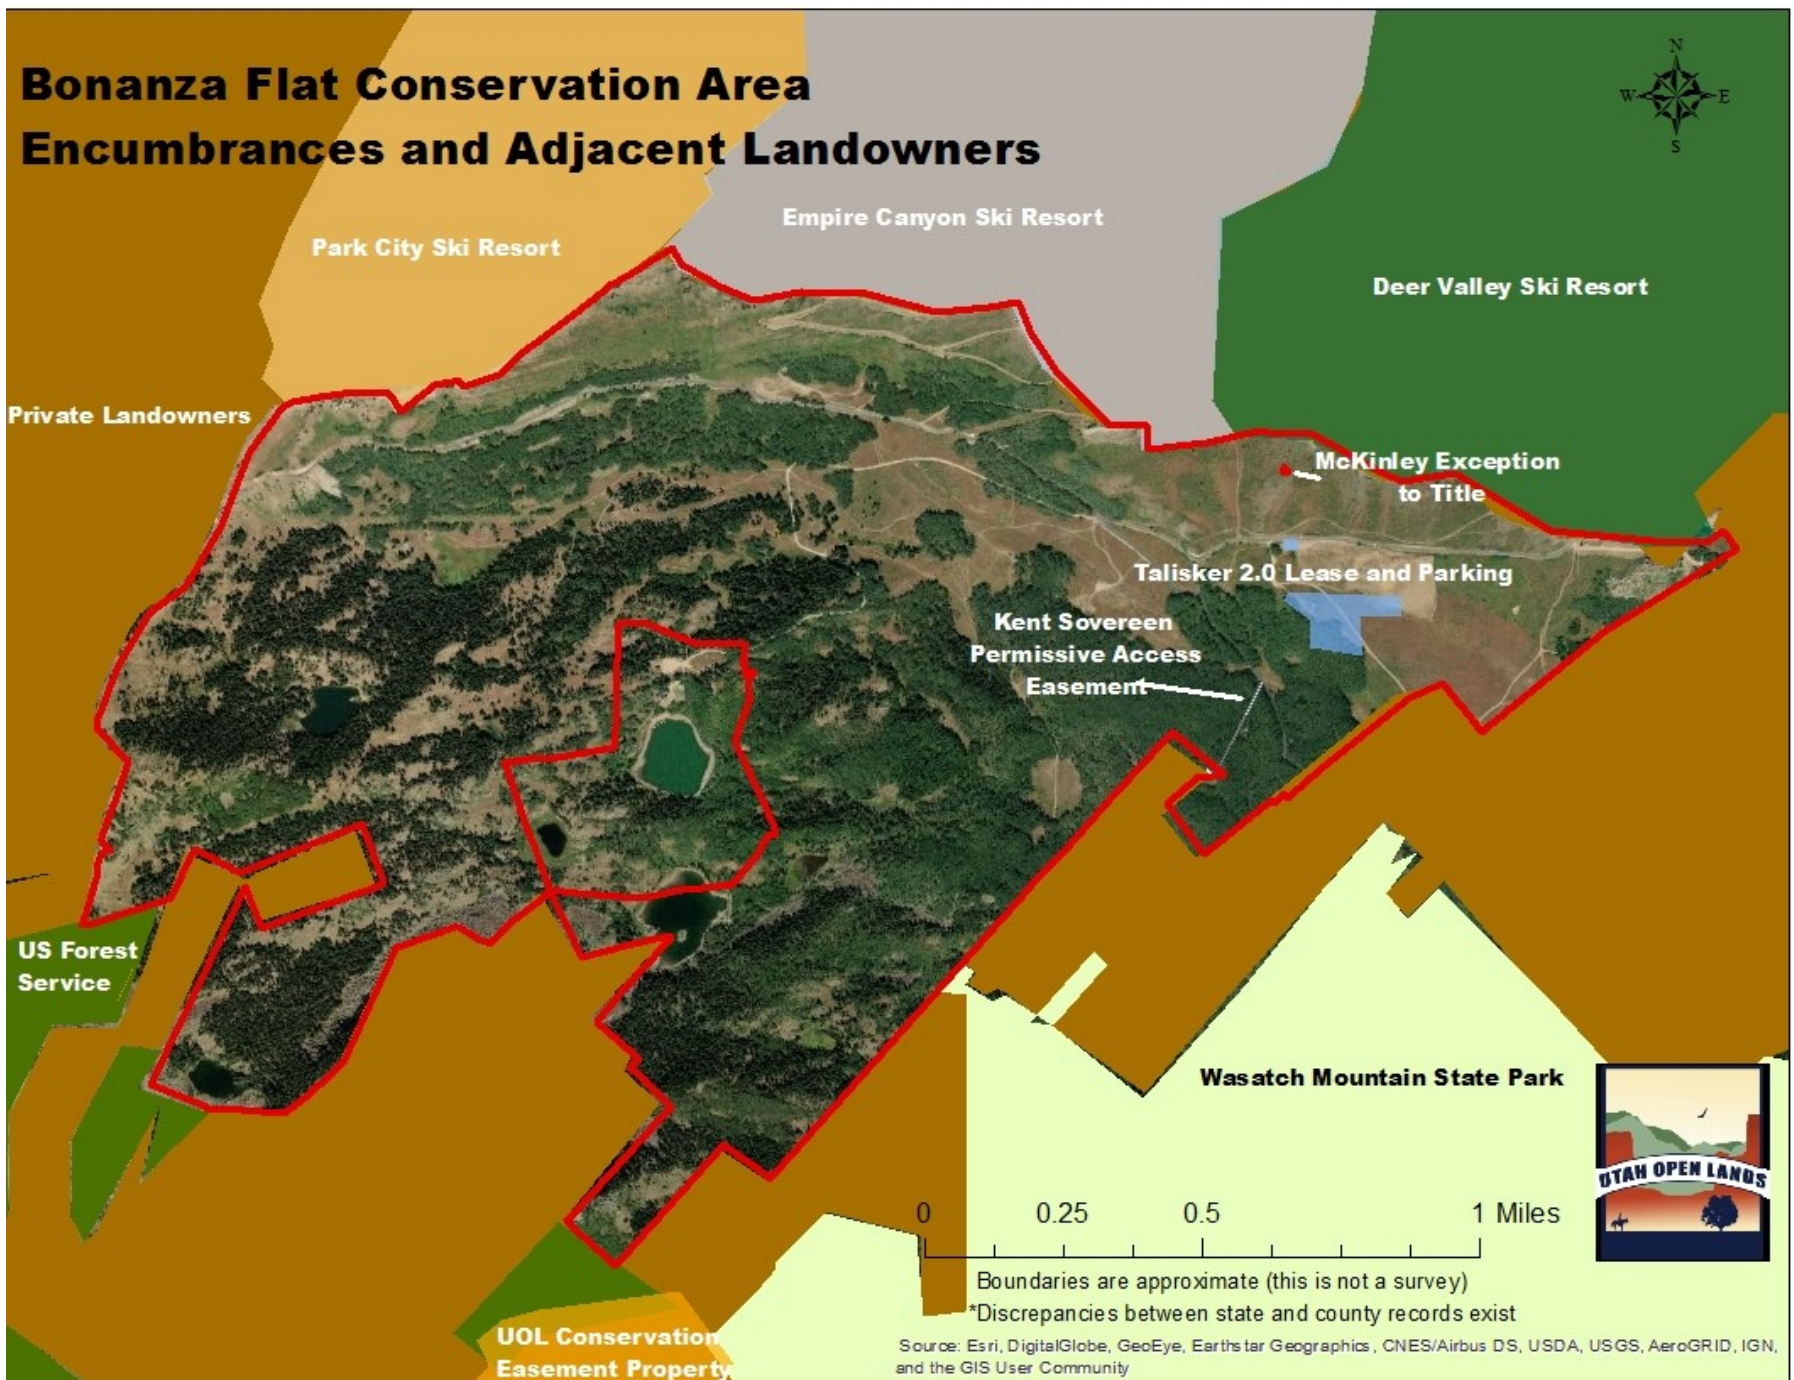 Bonanza Flat Conservation Area
Encumbrances and Adjacent Landowners
N
W
E
S
Empire Canyon Ski Resort
Park City Ski Resort
Deer Valley Ski Resort
Private Landowners
McKinley Exception
to Title
Talisker 2.0 Lease and Parking
Kent Sovereen
Permissive Access
Easement
US Forest
Service
Wasatch Mountain State Park
UTAH OPEN LANDS
0 0.25 0.5 1 Miles
Boundaries are approximate (this is not a survey)
*Discrepancies between state and county records exist
UOL Conservation
Easement Property
Source: Esri, DigitalGlobe, GeoEye, Earthstar Geographics, CNES/Airbus DS, USDA, USGS, AeroGRID, IGN,
and the GIS User Community